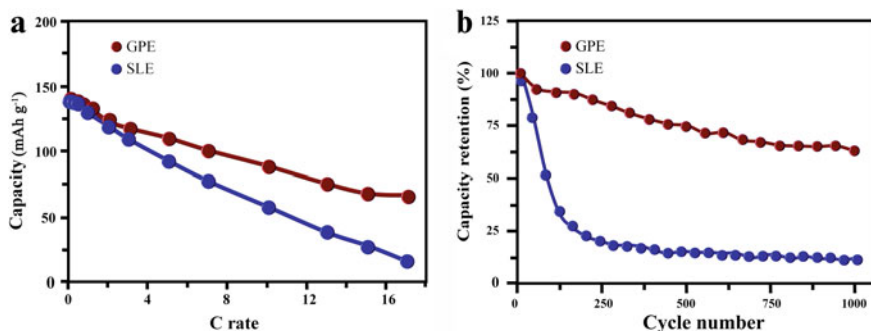 a
GPE
SLE
Capacity (mAh g⁻¹)
200
150
100
50
0
0
4
8
12
16
C rate
b
GPE
SLE
Capacity retention (%)
125
100
75
50
25
0
0
250
500
750
1000
Cycle number